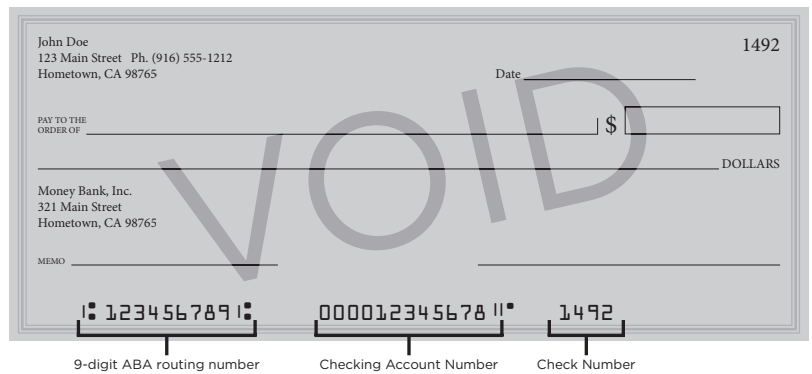 John Doe
1492
123 Main Street Ph. (916) 555-1212
Hometown, CA 98765
Date
PAY TO THE
ORDER OF
$
DOLLARS
VOID
Money Bank, Inc.
321 Main Street
Hometown, CA 98765
MEMO
⑆123456789⑆ 000012345678⑈ 1492
9-digit ABA routing number Checking Account Number Check Number